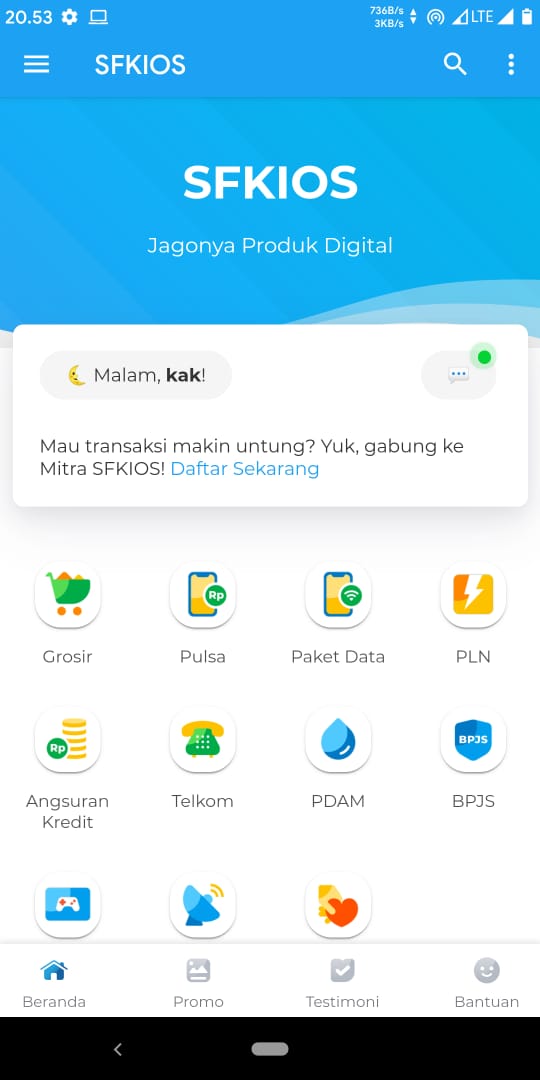 20.53
736B/s
3KB/s
LTE
SFKIOS
SFKIOS
Jagonya Produk Digital
Malam, kak!
Mau transaksi makin untung? Yuk, gabung ke
Mitra SFKIOS! Daftar Sekarang
Rp
Grosir
Pulsa
Paket Data
PLN
Rp
BPJS
Angsuran
Kredit
Telkom
PDAM
BPJS
Beranda
Promo
Testimoni
Bantuan